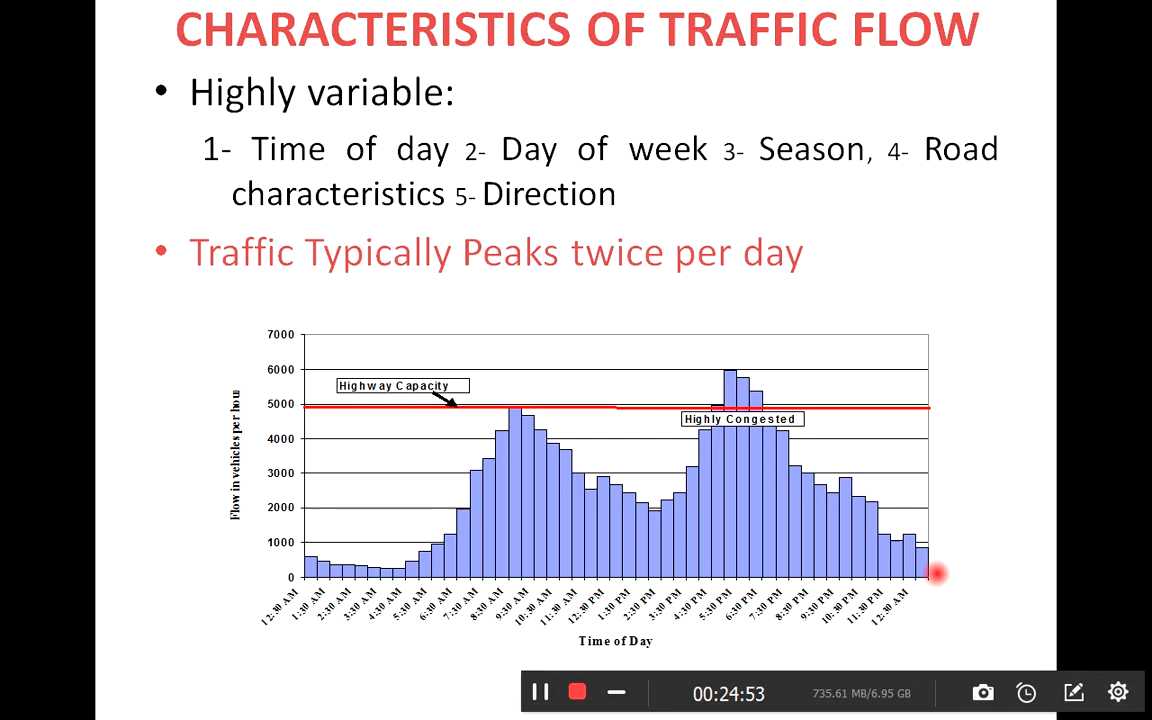 CHARACTERISTICS OF TRAFFIC FLOW
• Highly variable:
1- Time of day 2- Day of week 3- Season, 4- Road
characteristics 5- Direction
• Traffic Typically Peaks twice per day
7000
6000
5000
4000
3000
2000
1000
0
Flow in vehicles per hour
Highway Capacity
Highly Congested
12:30 AM
1:30 AM
2:30 AM
3:30 AM
4:30 AM
5:30 AM
6:30 AM
7:30 AM
8:30 AM
9:30 AM
10:30 AM
11:30 AM
12:30 PM
1:30 PM
2:30 PM
3:30 PM
4:30 PM
5:30 PM
6:30 PM
7:30 PM
8:30 PM
9:30 PM
10:30 PM
11:30 PM
12:30 AM
Time of Day
00:24:53
735.61 MB/6.95 GB